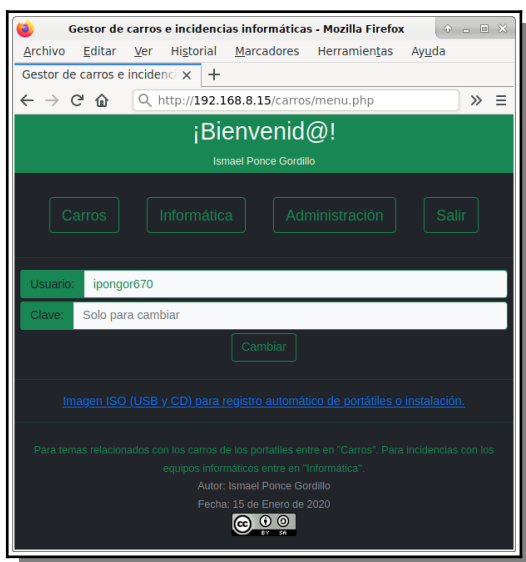 Gestor de carros e incidencias informáticas - Mozilla Firefox
Archivo Editar Ver Historial Marcadores Herramientas Ayuda
Gestor de carros e incidenci
http://192.168.8.15/carros/menu.php
¡Bienvenid@!
Ismael Ponce Gordillo
Carros Informática Administración Salir
Usuario: ipongor670
Clave: Solo para cambiar
Cambiar
Imagen ISO (USB y CD) para registro automático de portátiles o instalación.
Para temas relacionados con los carros de los portatiles entre en "Carros". Para incidencias con los
equipos informáticos entre en "Informática".
Autor: Ismael Ponce Gordillo
Fecha: 15 de Enero de 2020
cc BY SA